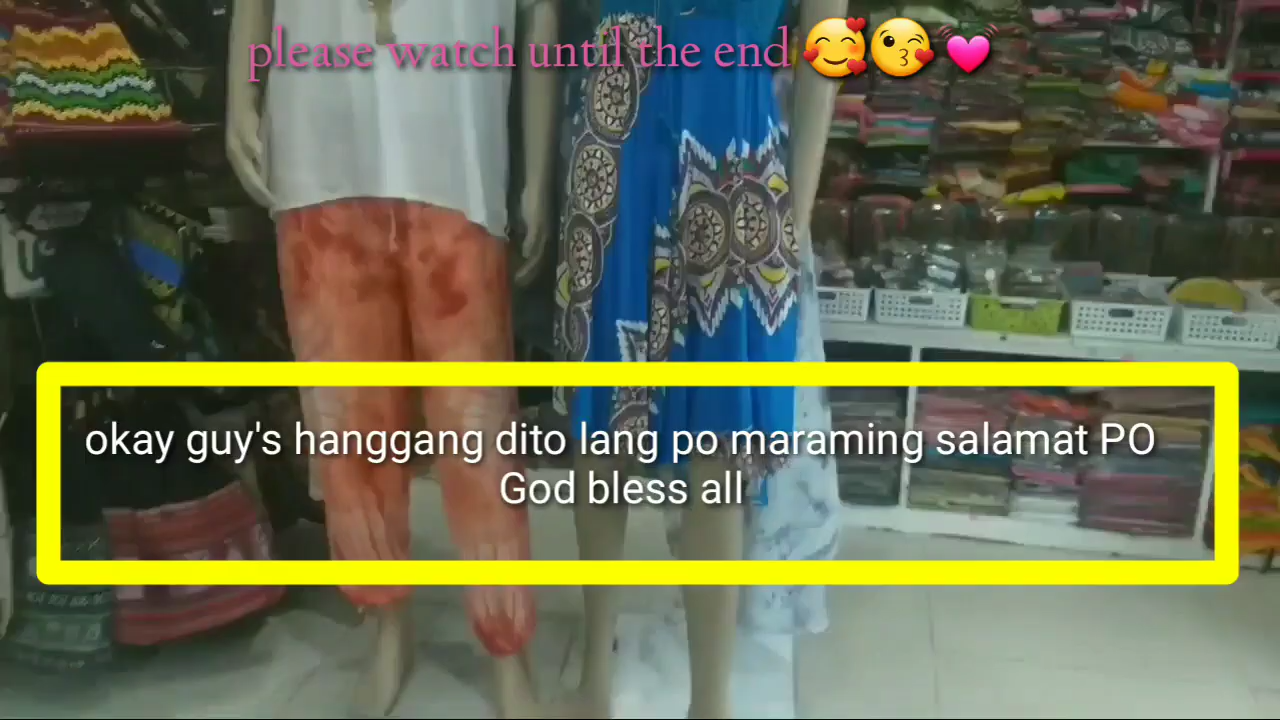 please watch until the end 🥰😘💓
okay guy's hanggang dito lang po maraming salamat PO
God bless all